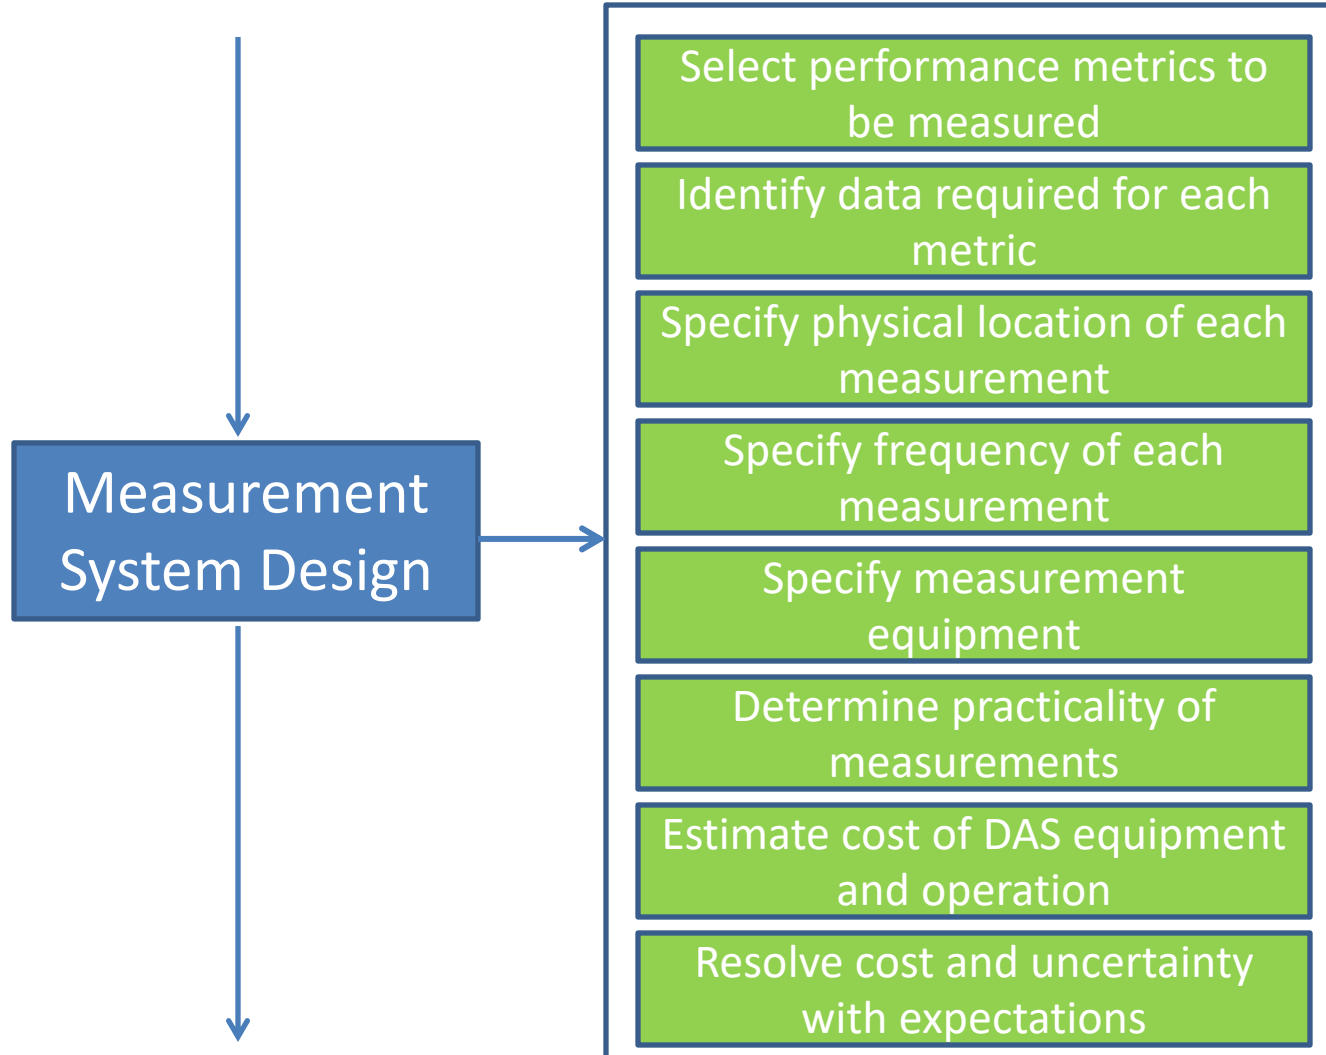 Measurement
System Design
Select performance metrics to
be measured
Identify data required for each
metric
Specify physical location of each
measurement
Specify frequency of each
measurement
Specify measurement
equipment
Determine practicality of
measurements
Estimate cost of DAS equipment
and operation
Resolve cost and uncertainty
with expectations